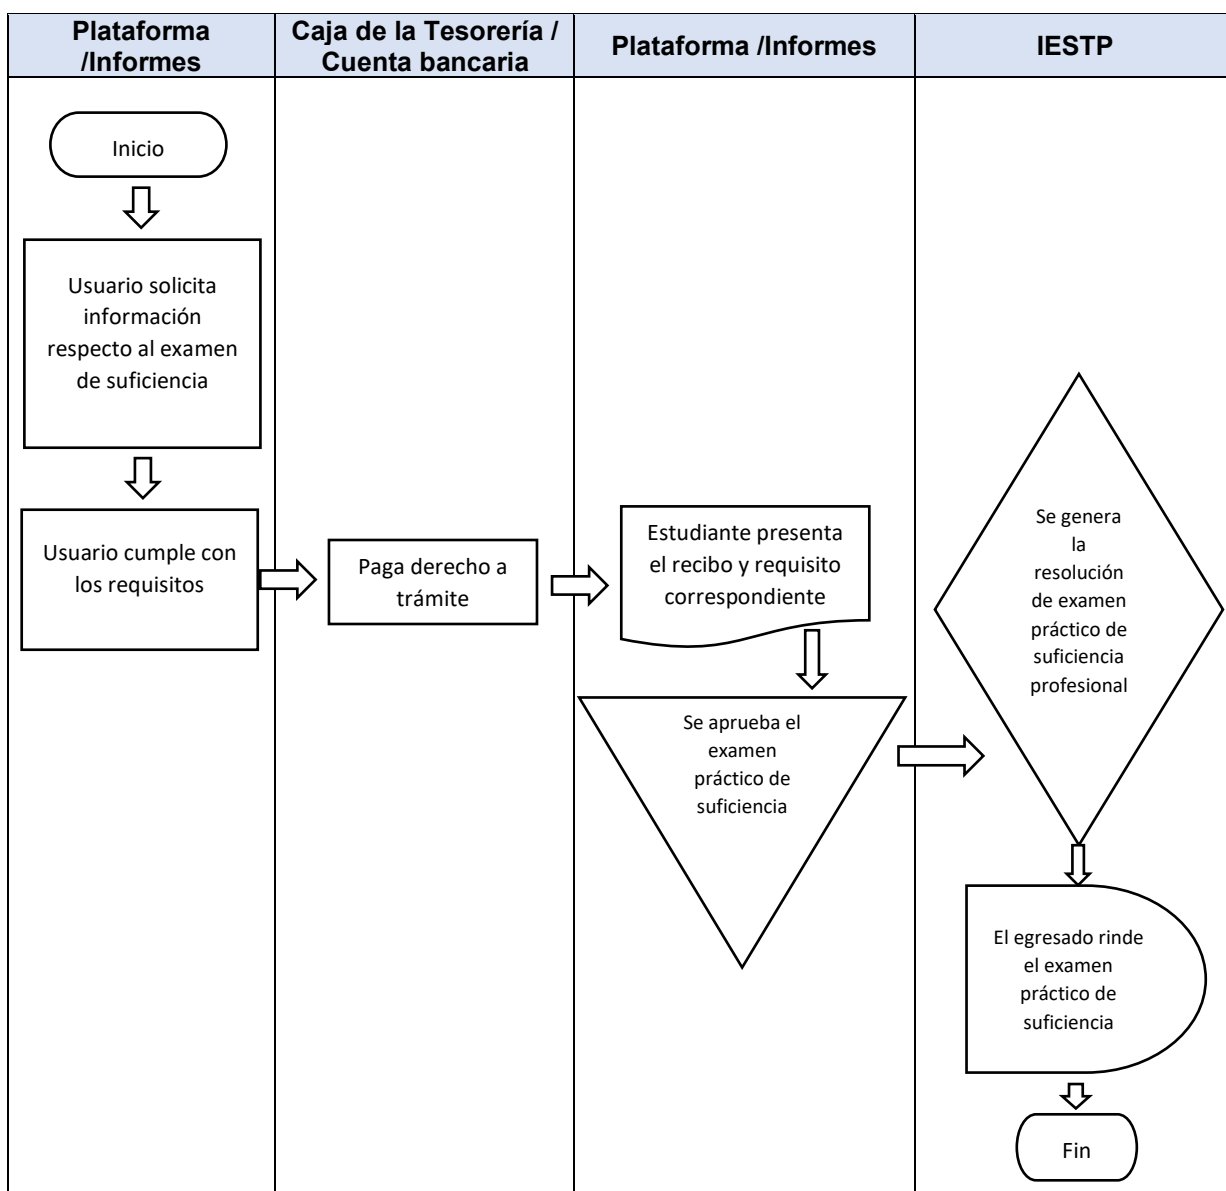 Plataforma
/Informes
Caja de la Tesorería /
Cuenta bancaria
Plataforma /Informes
IESTP
Inicio
Usuario solicita
información
respecto al examen
de suficiencia
Usuario cumple con
los requisitos
Paga derecho a
trámite
Estudiante presenta
el recibo y requisito
correspondiente
Se aprueba el
examen
práctico de
suficiencia
Se genera
la
resolución
de examen
práctico de
suficiencia
profesional
El egresado rinde
el examen
práctico de
suficiencia
Fin